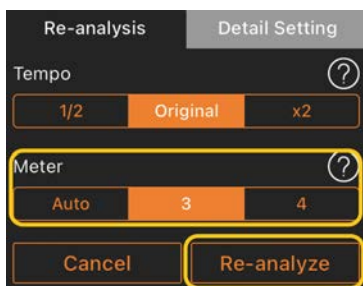 Re-analysis Detail Setting
Tempo ?
1/2 Original x2
Meter ?
Auto 3 4
Cancel Re-analyze